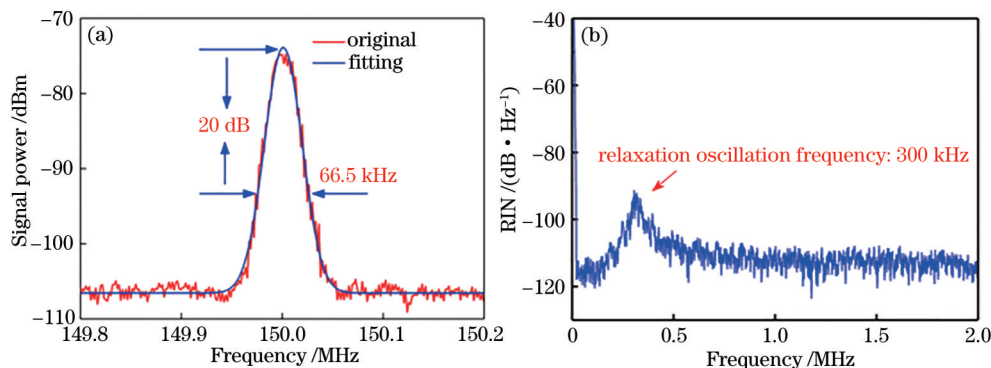 (a)
original
fitting
20 dB
66.5 kHz
Signal power /dBm
-70
-80
-90
-100
-110
149.8
149.9
150.0
150.1
150.2
Frequency /MHz
(b)
relaxation oscillation frequency: 300 kHz
RIN /(dB • Hz⁻¹)
-40
-60
-80
-100
-120
0
0.5
1.0
1.5
2.0
Frequency /MHz